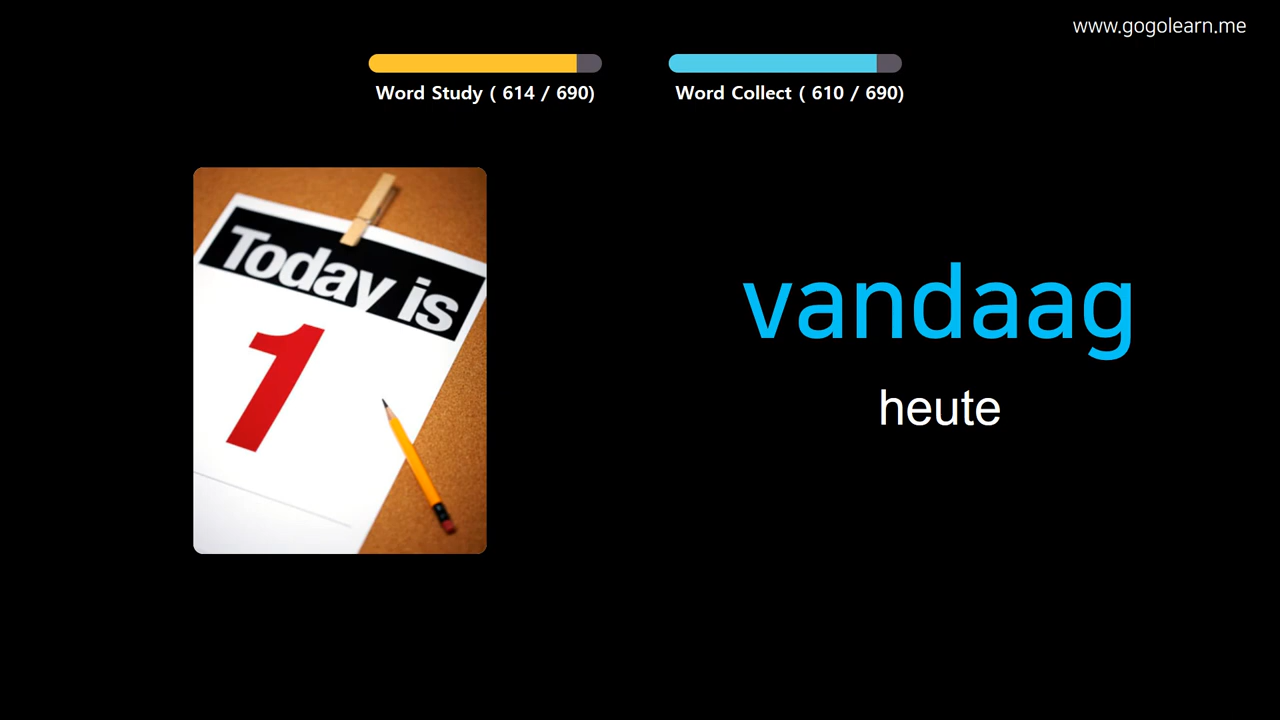 www.gogolearn.me
Word Study ( 614 / 690)
Word Collect ( 610 / 690)
Today is
1
vandaag
heute